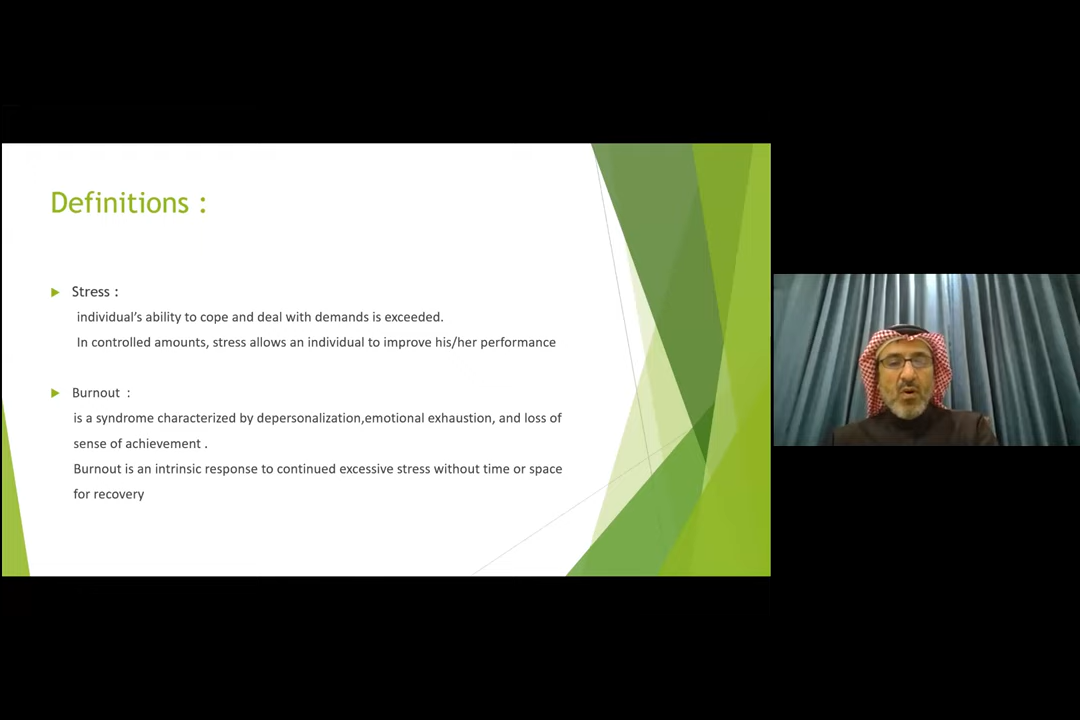 Definitions :
Stress :
individual's ability to cope and deal with demands is exceeded.
In controlled amounts, stress allows an individual to improve his/her performance
Burnout  :
is a syndrome characterized by depersonalization,emotional exhaustion, and loss of
sense of achievement .
Burnout is an intrinsic response to continued excessive stress without time or space
for recovery